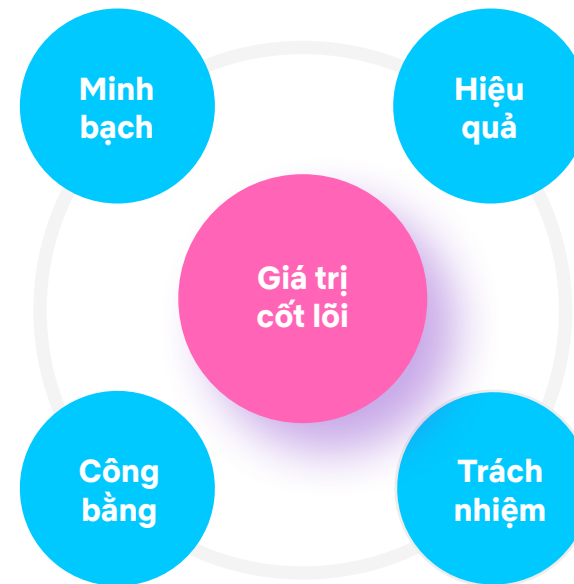 Minh
bạch
Hiệu
quả
Giá trị
cốt lõi
Công
bằng
Trách
nhiệm